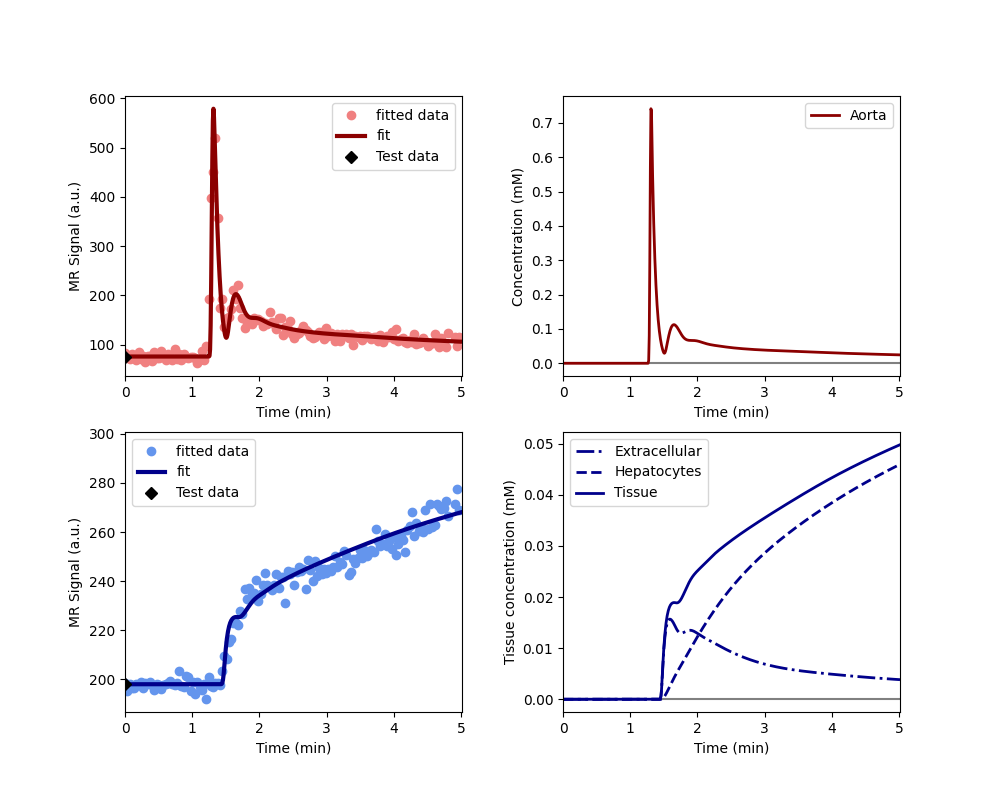 600
500
400
300
200
100
0 1 2 3 4 5
Time (min)
MR Signal (a.u.)
fitted data
fit
Test data
0.7
0.6
0.5
0.4
0.3
0.2
0.1
0.0
0 1 2 3 4 5
Time (min)
Concentration (mM)
Aorta
300
280
260
240
220
200
0 1 2 3 4 5
Time (min)
MR Signal (a.u.)
fitted data
fit
Test data
0.05
0.04
0.03
0.02
0.01
0.00
0 1 2 3 4 5
Time (min)
Tissue concentration (mM)
Extracellular
Hepatocytes
Tissue